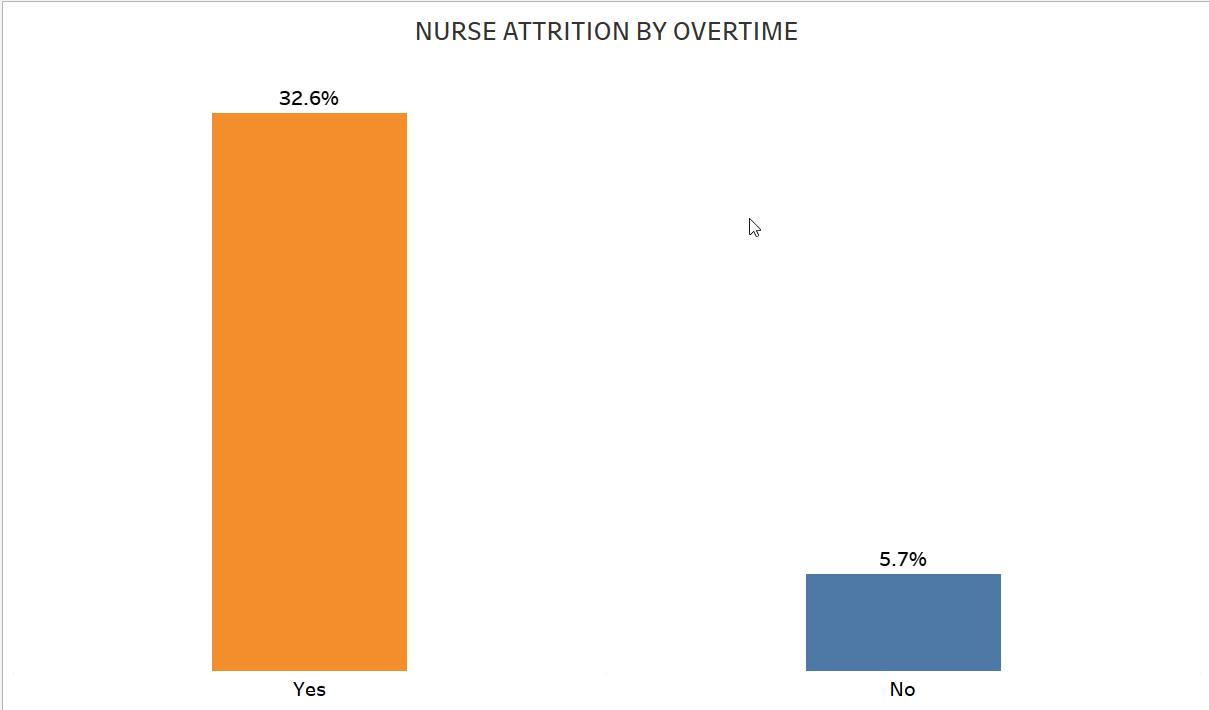 NURSE ATTRITION BY OVERTIME
32.6%
5.7%
Yes No